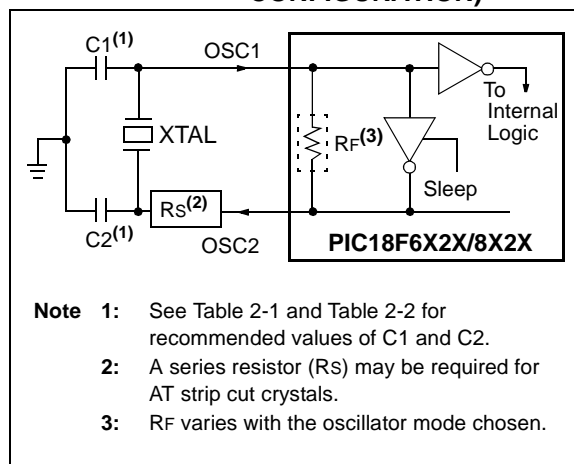 CONFIGURATION)
C1(1)
OSC1
To
Internal
Logic
XTAL
RF(3)
Sleep
RS(2)
C2(1)
OSC2
PIC18F6X2X/8X2X
Note 1: See Table 2-1 and Table 2-2 for
recommended values of C1 and C2.
2: A series resistor (RS) may be required for
AT strip cut crystals.
3: RF varies with the oscillator mode chosen.